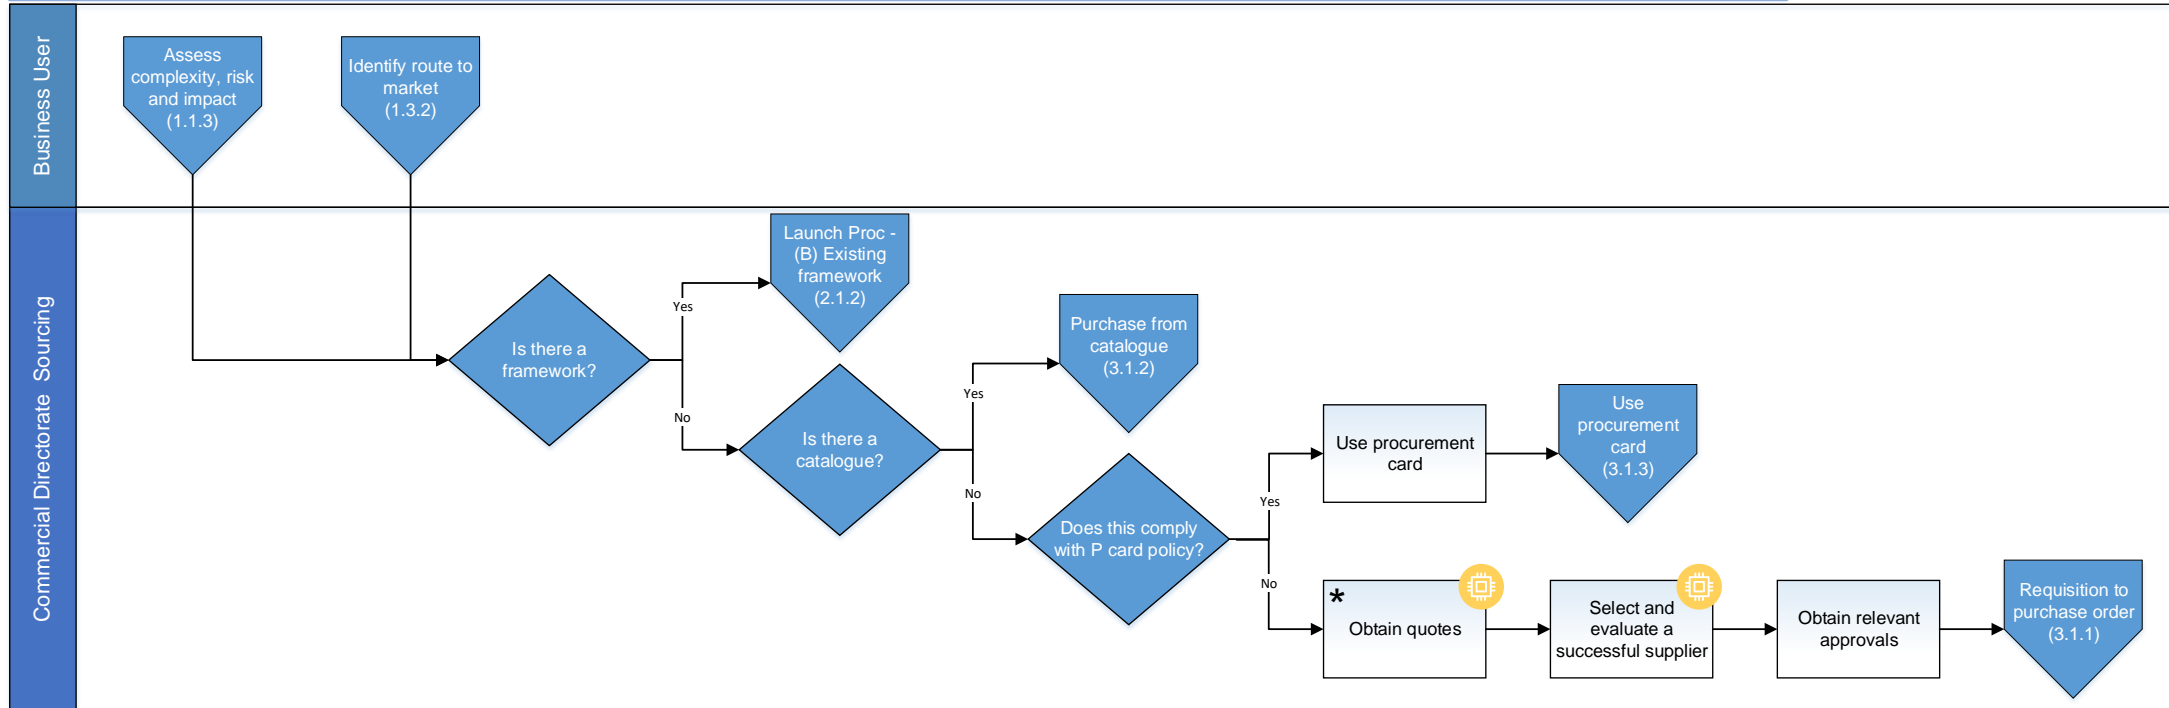 Business User
Assess
complexity, risk
and impact
(1.1.3)
Identify route to
market
(1.3.2)
Commercial Directorate  Sourcing
Is there a
framework?
Yes
No
Launch Proc -
(B) Existing
framework
(2.1.2)
Is there a
catalogue?
Yes
No
Purchase from
catalogue
(3.1.2)
Does this comply
with P card policy?
Yes
No
Use procurement
card
Use
procurement
card
(3.1.3)
*
Obtain quotes
Select and
evaluate a
successful supplier
Obtain relevant
approvals
Requisition to
purchase order
(3.1.1)